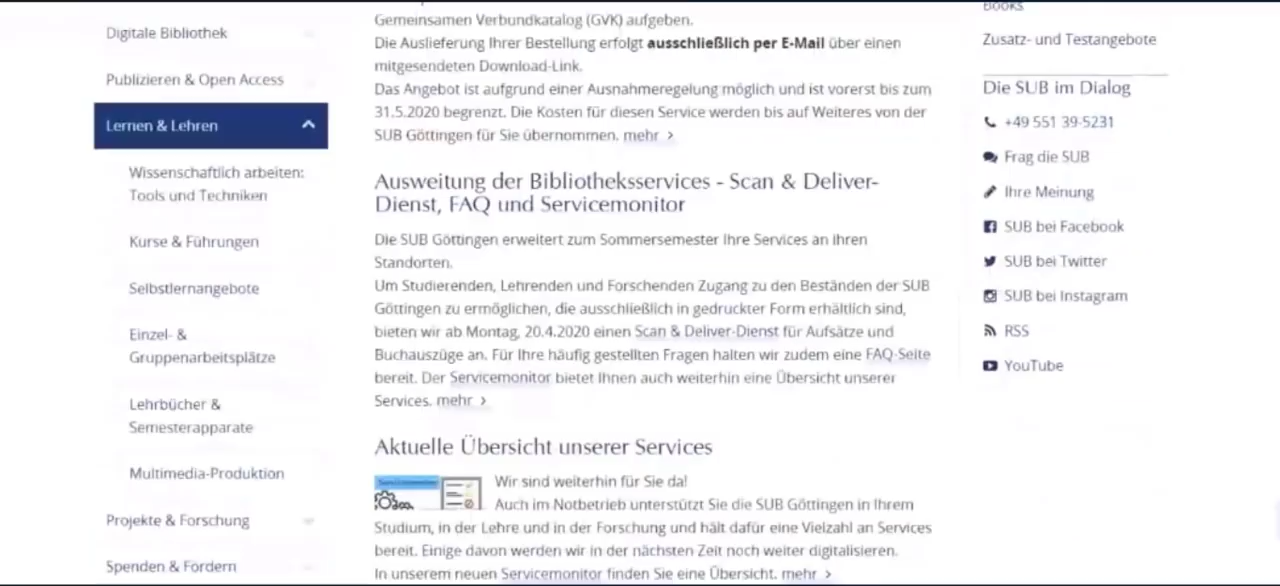 Digitale Bibliothek
Publizieren & Open Access
Lernen & Lehren
Wissenschaftlich arbeiten:
Tools und Techniken
Kurse & Führungen
Selbstlernangebote
Einzel- &
Gruppenarbeitsplätze
Lehrbücher &
Semesterapparate
Multimedia-Produktion
Projekte & Forschung
Spenden & Fördern
Gemeinsamen Verbundkatalog (GVK) aufgeben.
Die Auslieferung Ihrer Bestellung erfolgt ausschließlich per E-Mail über einen
mitgesendeten Download-Link.
Das Angebot ist aufgrund einer Ausnahmeregelung möglich und ist vorerst bis zum
31.5.2020 begrenzt. Die Kosten für diesen Service werden bis auf Weiteres von der
SUB Göttingen für Sie übernommen. mehr >
Ausweitung der Bibliotheksservices - Scan & Deliver-
Dienst, FAQ und Servicemonitor
Die SUB Göttingen erweitert zum Sommersemester Ihre Services an ihren
Standorten.
Um Studierenden, Lehrenden und Forschenden Zugang zu den Beständen der SUB
Göttingen zu ermöglichen, die ausschließlich in gedruckter Form erhältlich sind,
bieten wir ab Montag, 20.4.2020 einen Scan & Deliver-Dienst für Aufsätze und
Buchauszüge an. Für Ihre häufig gestellten Fragen halten wir zudem eine FAQ-Seite
bereit. Der Servicemonitor bietet Ihnen auch weiterhin eine Übersicht unserer
Services. mehr >
Aktuelle Übersicht unserer Services
Wir sind weiterhin für Sie da!
Auch im Notbetrieb unterstützt Sie die SUB Göttingen in Ihrem
Studium, in der Lehre und in der Forschung und hält dafür eine Vielzahl an Services
bereit. Einige davon werden wir in der nächsten Zeit noch weiter digitalisieren.
In unserem neuen Servicemonitor finden Sie eine Übersicht. mehr >
Books
Zusatz- und Testangebote
Die SUB im Dialog
+49 551 39-5231
Frag die SUB
Ihre Meinung
SUB bei Facebook
SUB bei Twitter
SUB bei Instagram
RSS
YouTube